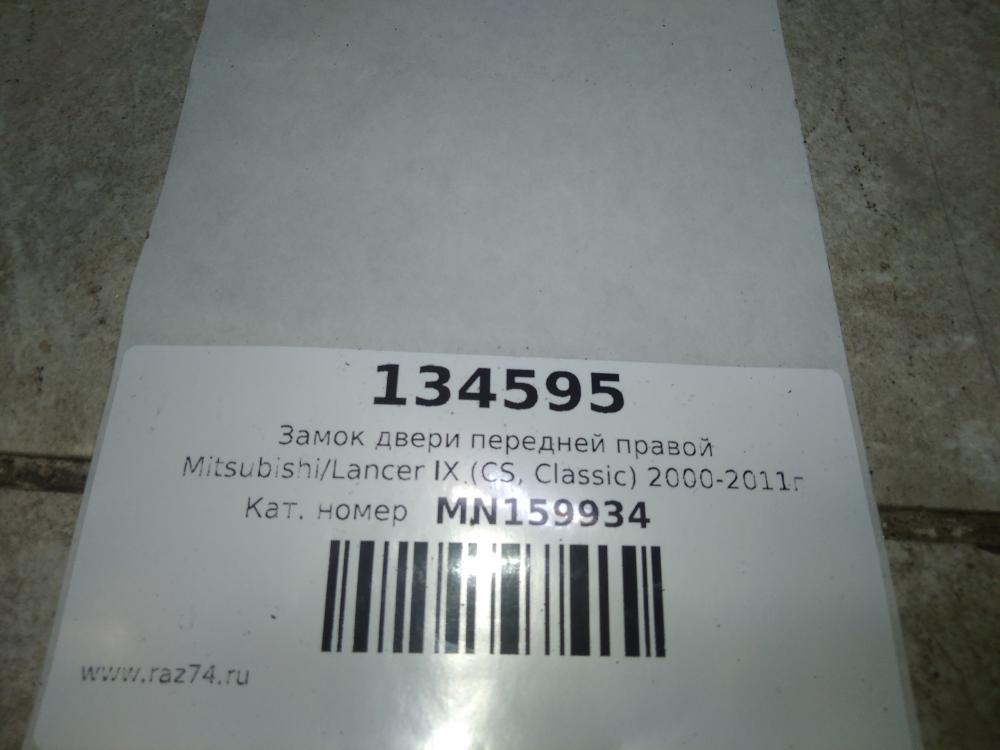 134595
Замок двери передней правой
Mitsubishi/Lancer IX (CS, Classic) 2000-2011г
Кат. номер MN159934
www.raz74.ru